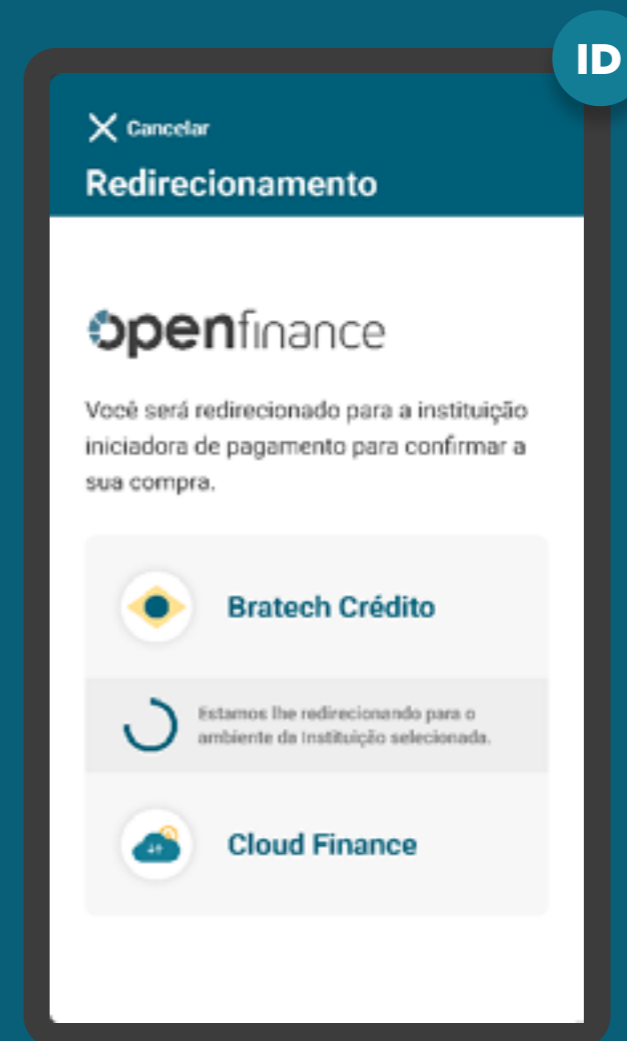 ID
Cancelar
Redirecionamento
openfinance
Você será redirecionado para a instituição
iniciadora de pagamento para confirmar a
sua compra.
Bratech Crédito
Estamos lhe redirecionando para o
ambiente da Instituição selecionada.
Cloud Finance